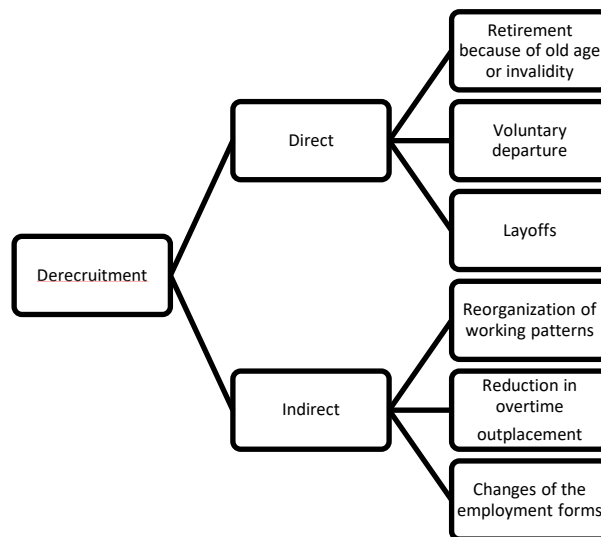 Retirement
because of old age
or invalidity
Direct
Voluntary
departure
Layoffs
Derecruitment
Reorganization of
working patterns
Indirect
Reduction in
overtime
outplacement
Changes of the
employment forms